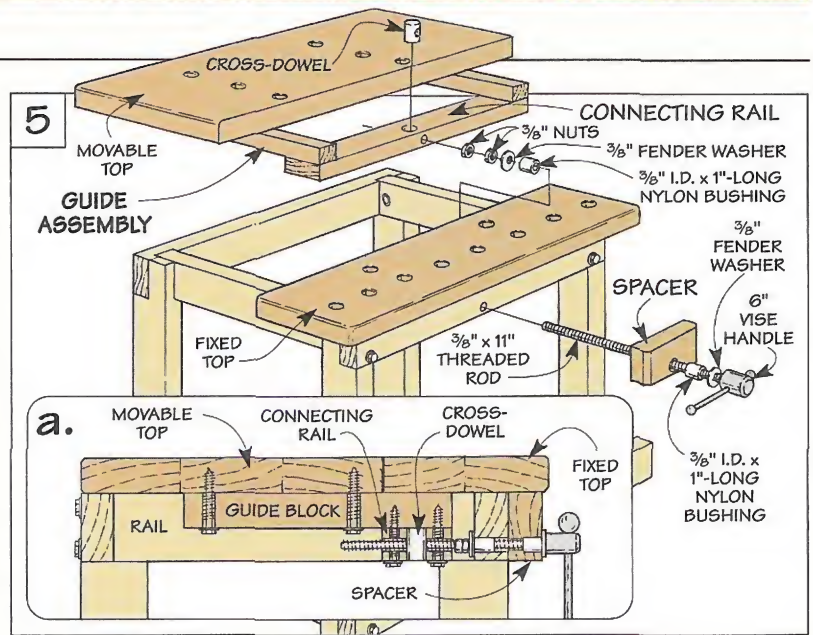 CROSS-DOWEL
5
CONNECTING RAIL
3/8" NUTS
MOVABLE
TOP
3/8" FENDER WASHER
GUIDE
ASSEMBLY
3/8" I.D. x 1"-LONG
NYLON BUSHING
3/8"
FENDER
WASHER
SPACER
6"
VISE
HANDLE
FIXED
TOP
3/8" x 11"
THREADED
ROD
a.
MOVABLE
TOP
CONNECTING
RAIL
CROSS-
DOWEL
FIXED
TOP
3/8" I.D. x
1"-LONG
NYLON
BUSHING
RAIL
GUIDE BLOCK
SPACER